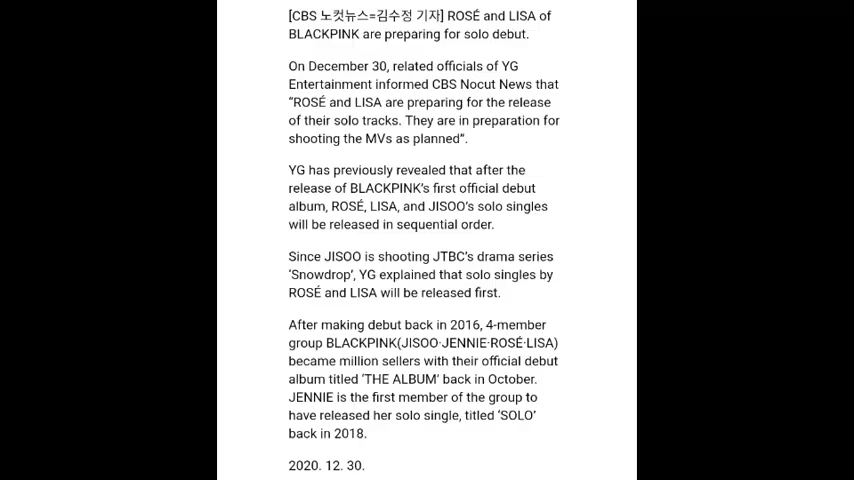 [CBS 노컷뉴스=김수정 기자] ROSÉ and LISA of
BLACKPINK are preparing for solo debut.
On December 30, related officials of YG
Entertainment informed CBS Nocut News that
“ROSÉ and LISA are preparing for the release
of their solo tracks. They are in preparation for
shooting the MVs as planned”.
YG has previously revealed that after the
release of BLACKPINK’s first official debut
album, ROSÉ, LISA, and JISOO’s solo singles
will be released in sequential order.
Since JISOO is shooting JTBC’s drama series
‘Snowdrop’, YG explained that solo singles by
ROSÉ and LISA will be released first.
After making debut back in 2016, 4-member
group BLACKPINK(JISOO·JENNIE·ROSÉ·LISA)
became million sellers with their official debut
album titled ‘THE ALBUM’ back in October.
JENNIE is the first member of the group to
have released her solo single, titled ‘SOLO’
back in 2018.
2020. 12. 30.